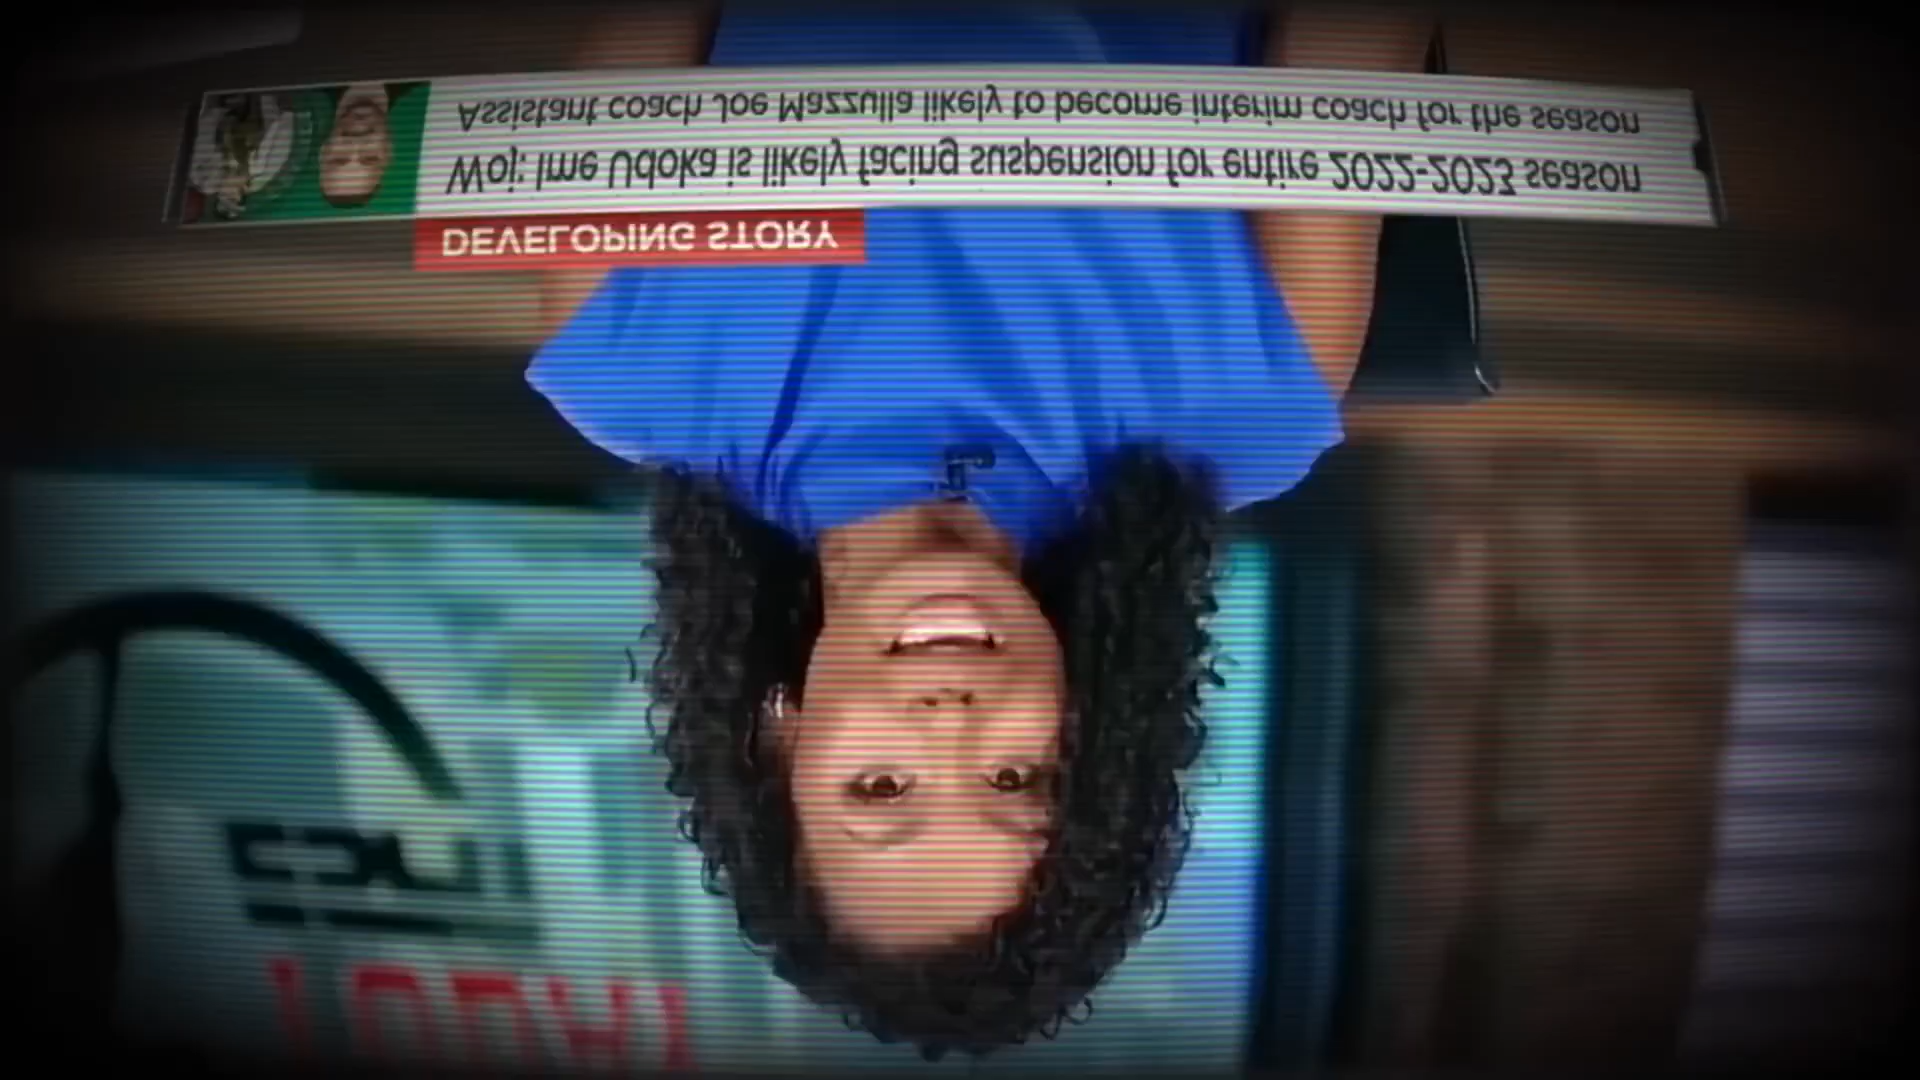 DEVELOPING STORY
Woj: Ime Udoka is likely facing suspension for entire 2022-2023 season
Assistant coach Joe Mazzulla likely to become interim coach for the season
TODAY